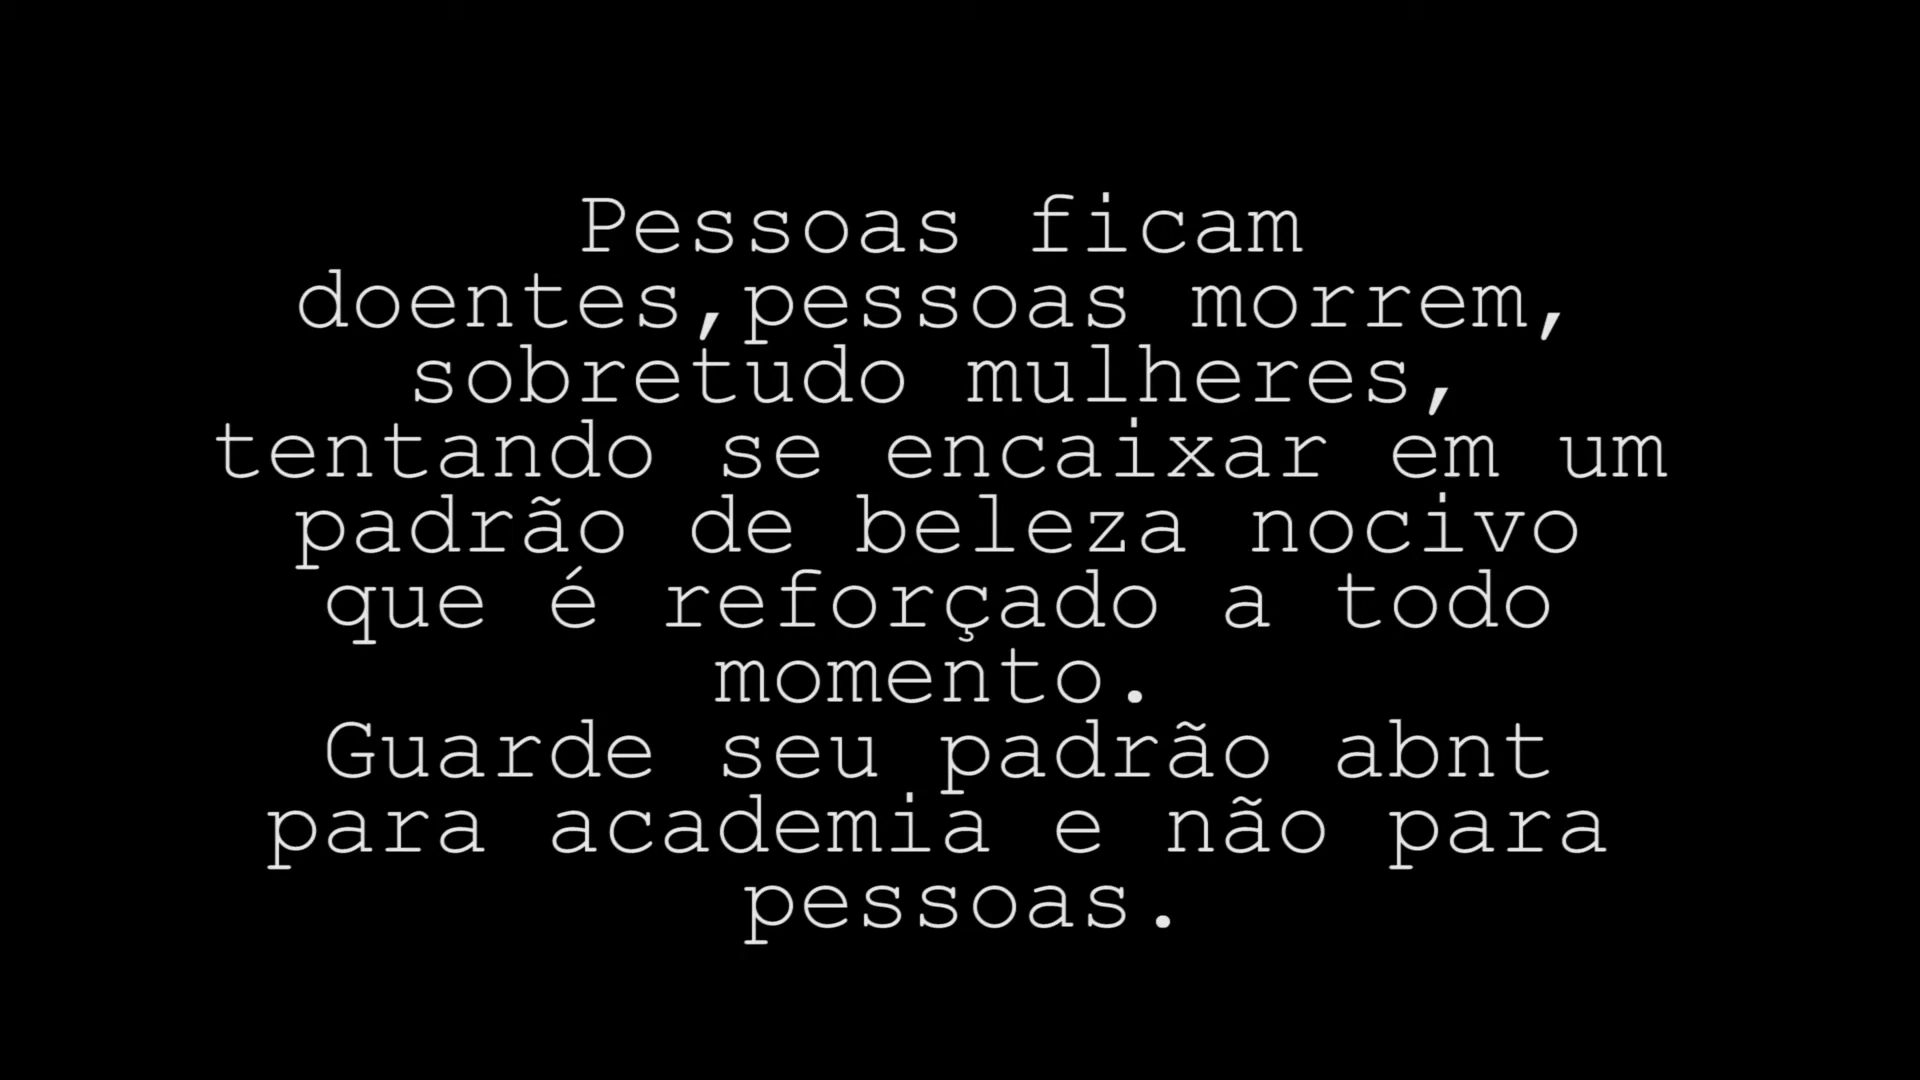 Pessoas ficam
doentes,pessoas morrem,
sobretudo mulheres,
tentando se encaixar em um
padrão de beleza nocivo
que é reforçado a todo
momento.
Guarde seu padrão abnt
para academia e não para
pessoas.